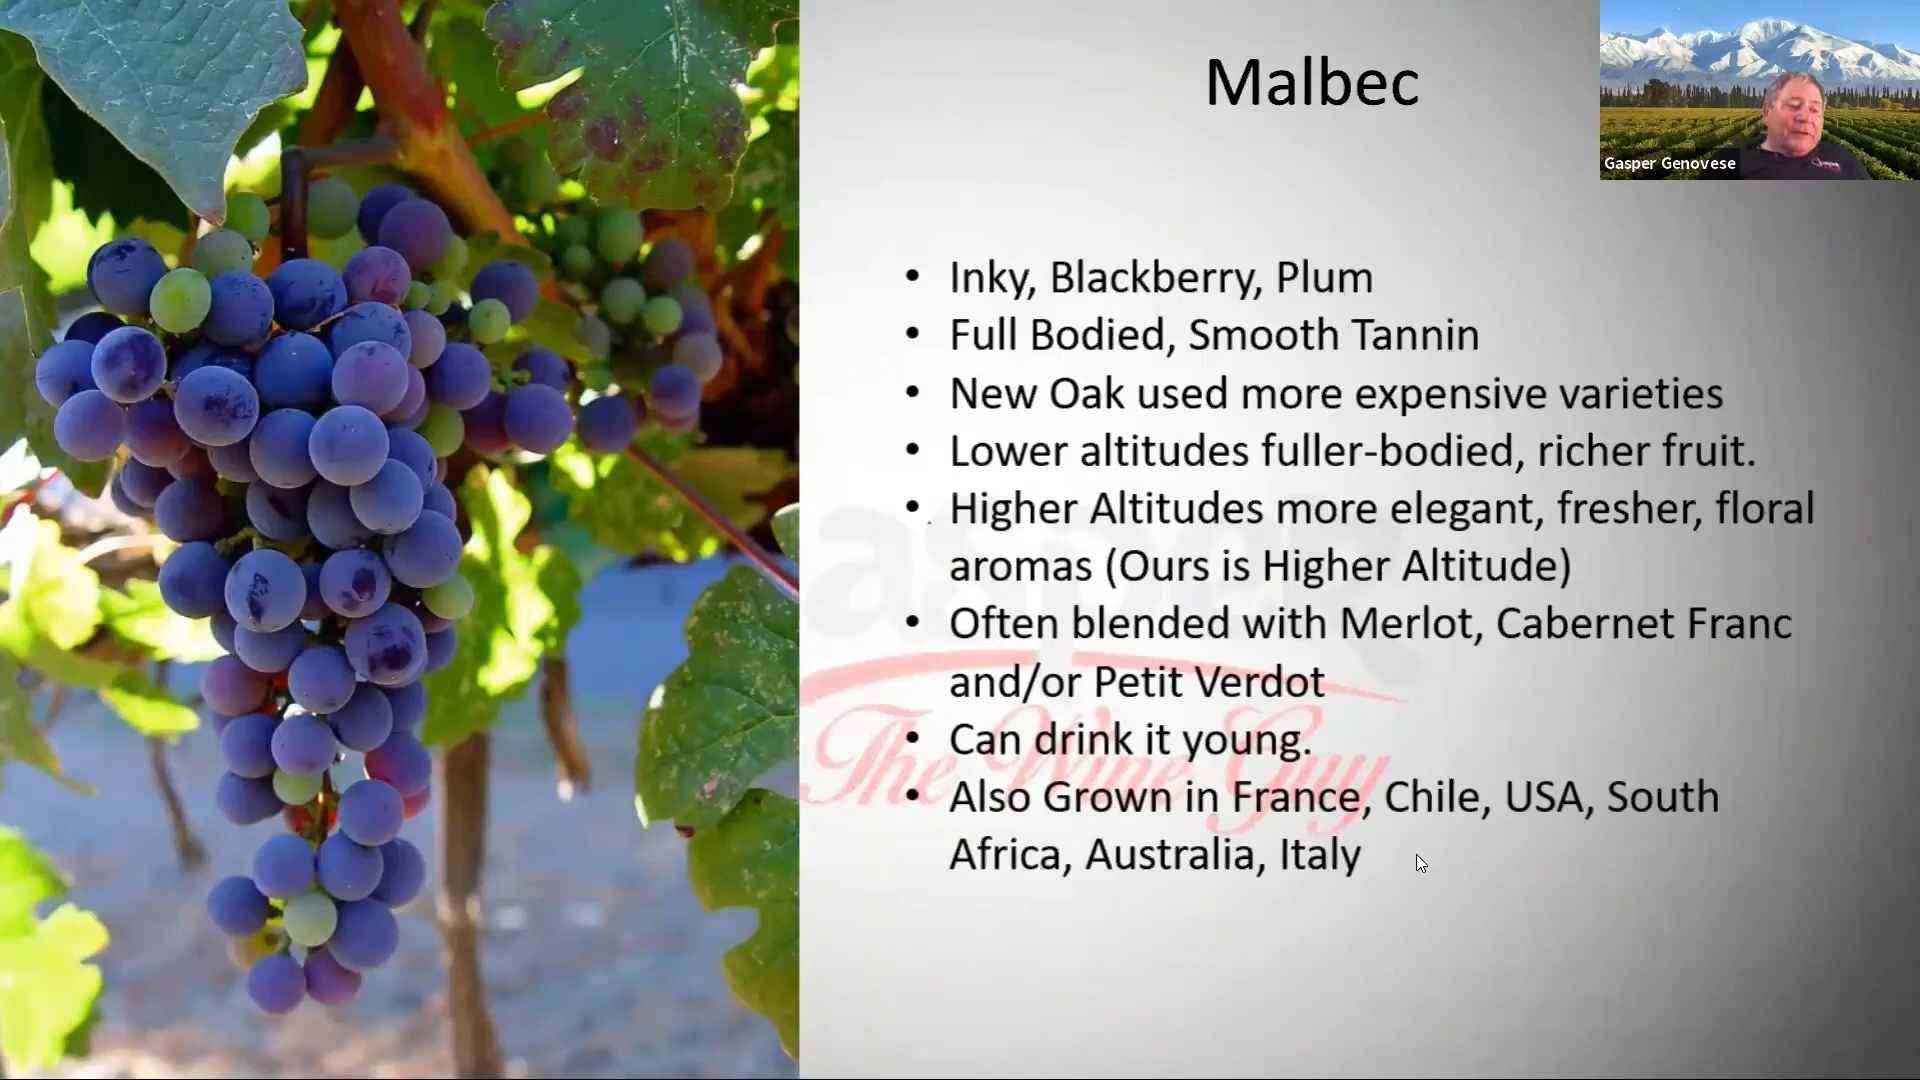 Malbec
Gasper Genovese
• Inky, Blackberry, Plum
• Full Bodied, Smooth Tannin
• New Oak used more expensive varieties
• Lower altitudes fuller-bodied, richer fruit.
• Higher Altitudes more elegant, fresher, floral
aromas (Ours is Higher Altitude)
• Often blended with Merlot, Cabernet Franc
and/or Petit Verdot
• Can drink it young.
• Also Grown in France, Chile, USA, South
Africa, Australia, Italy
The Wine Guy